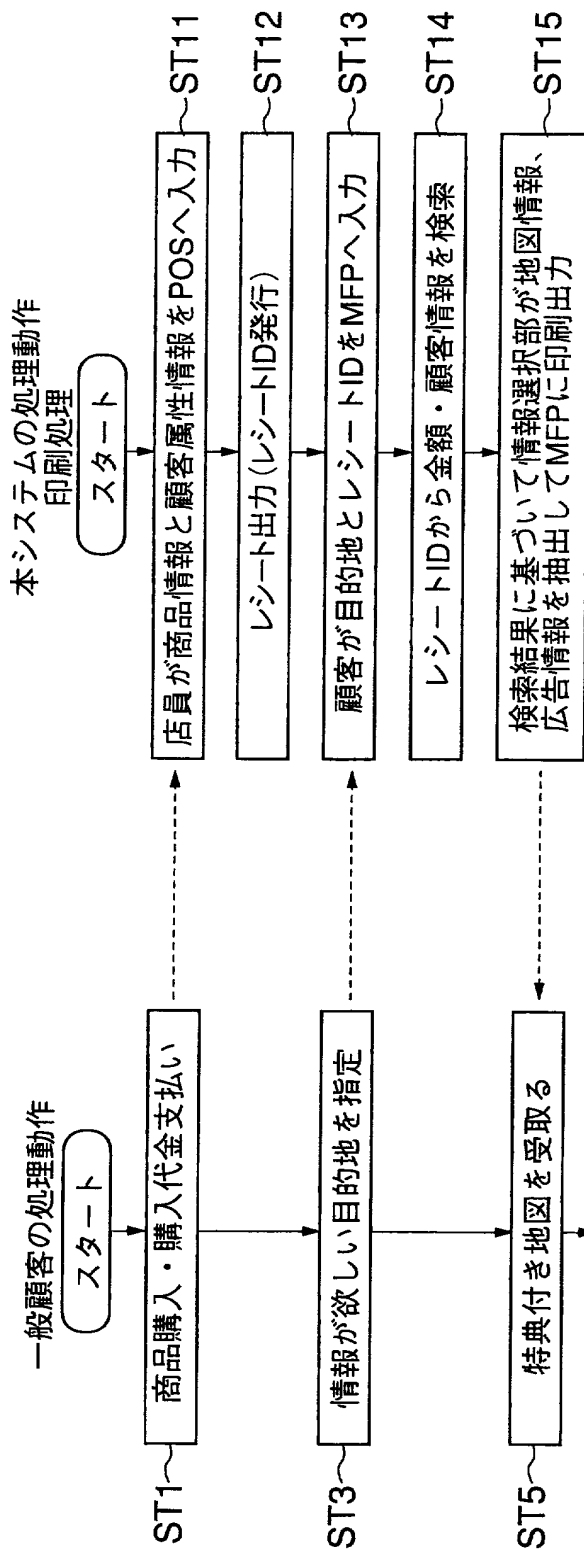 一般顧客の処理動作
スタート
商品購入・購入代金支払い
ST1
情報が欲しい目的地を指定
ST3
特典付き地図を受取る
ST5
本システムの処理動作
印刷処理
スタート
店員が商品情報と顧客属性情報をPOSへ入力
ST11
レシート出力(レシートID発行)
ST12
顧客が目的地とレシートIDをMFPへ入力
ST13
レシートIDから金額・顧客情報を検索
ST14
検索結果に基づいて情報選択部が地図情報、
広告情報を抽出してMFPに印刷出力
ST15